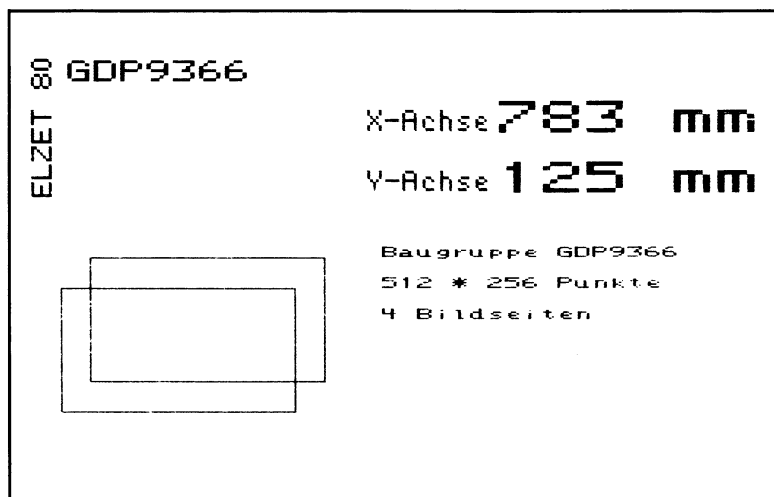 ELZET 80
GDP9366
X-Achse 783 mm
Y-Achse 125 mm
Baugruppe GDP9366
512 * 256 Punkte
4 Bildseiten